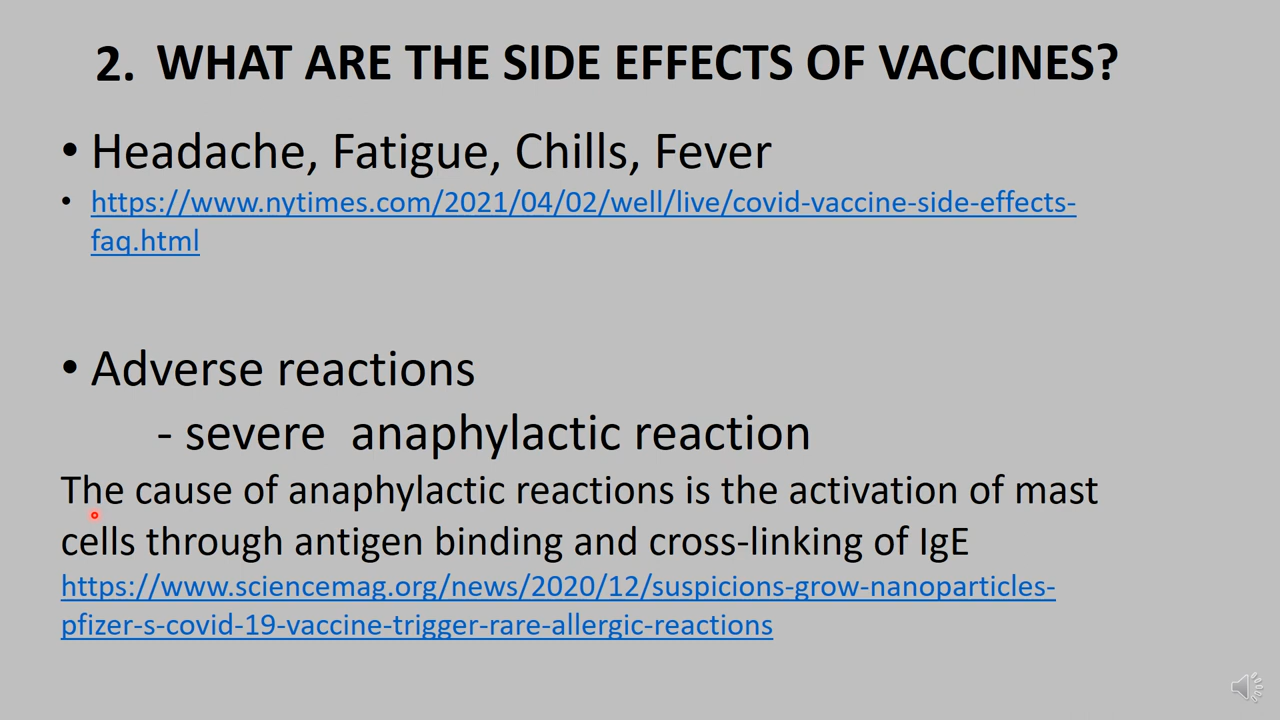 2. WHAT ARE THE SIDE EFFECTS OF VACCINES?
• Headache, Fatigue, Chills, Fever
• https://www.nytimes.com/2021/04/02/well/live/covid-vaccine-side-effects-
faq.html
• Adverse reactions
- severe anaphylactic reaction
The cause of anaphylactic reactions is the activation of mast
cells through antigen binding and cross-linking of IgE
https://www.sciencemag.org/news/2020/12/suspicions-grow-nanoparticles-
pfizer-s-covid-19-vaccine-trigger-rare-allergic-reactions